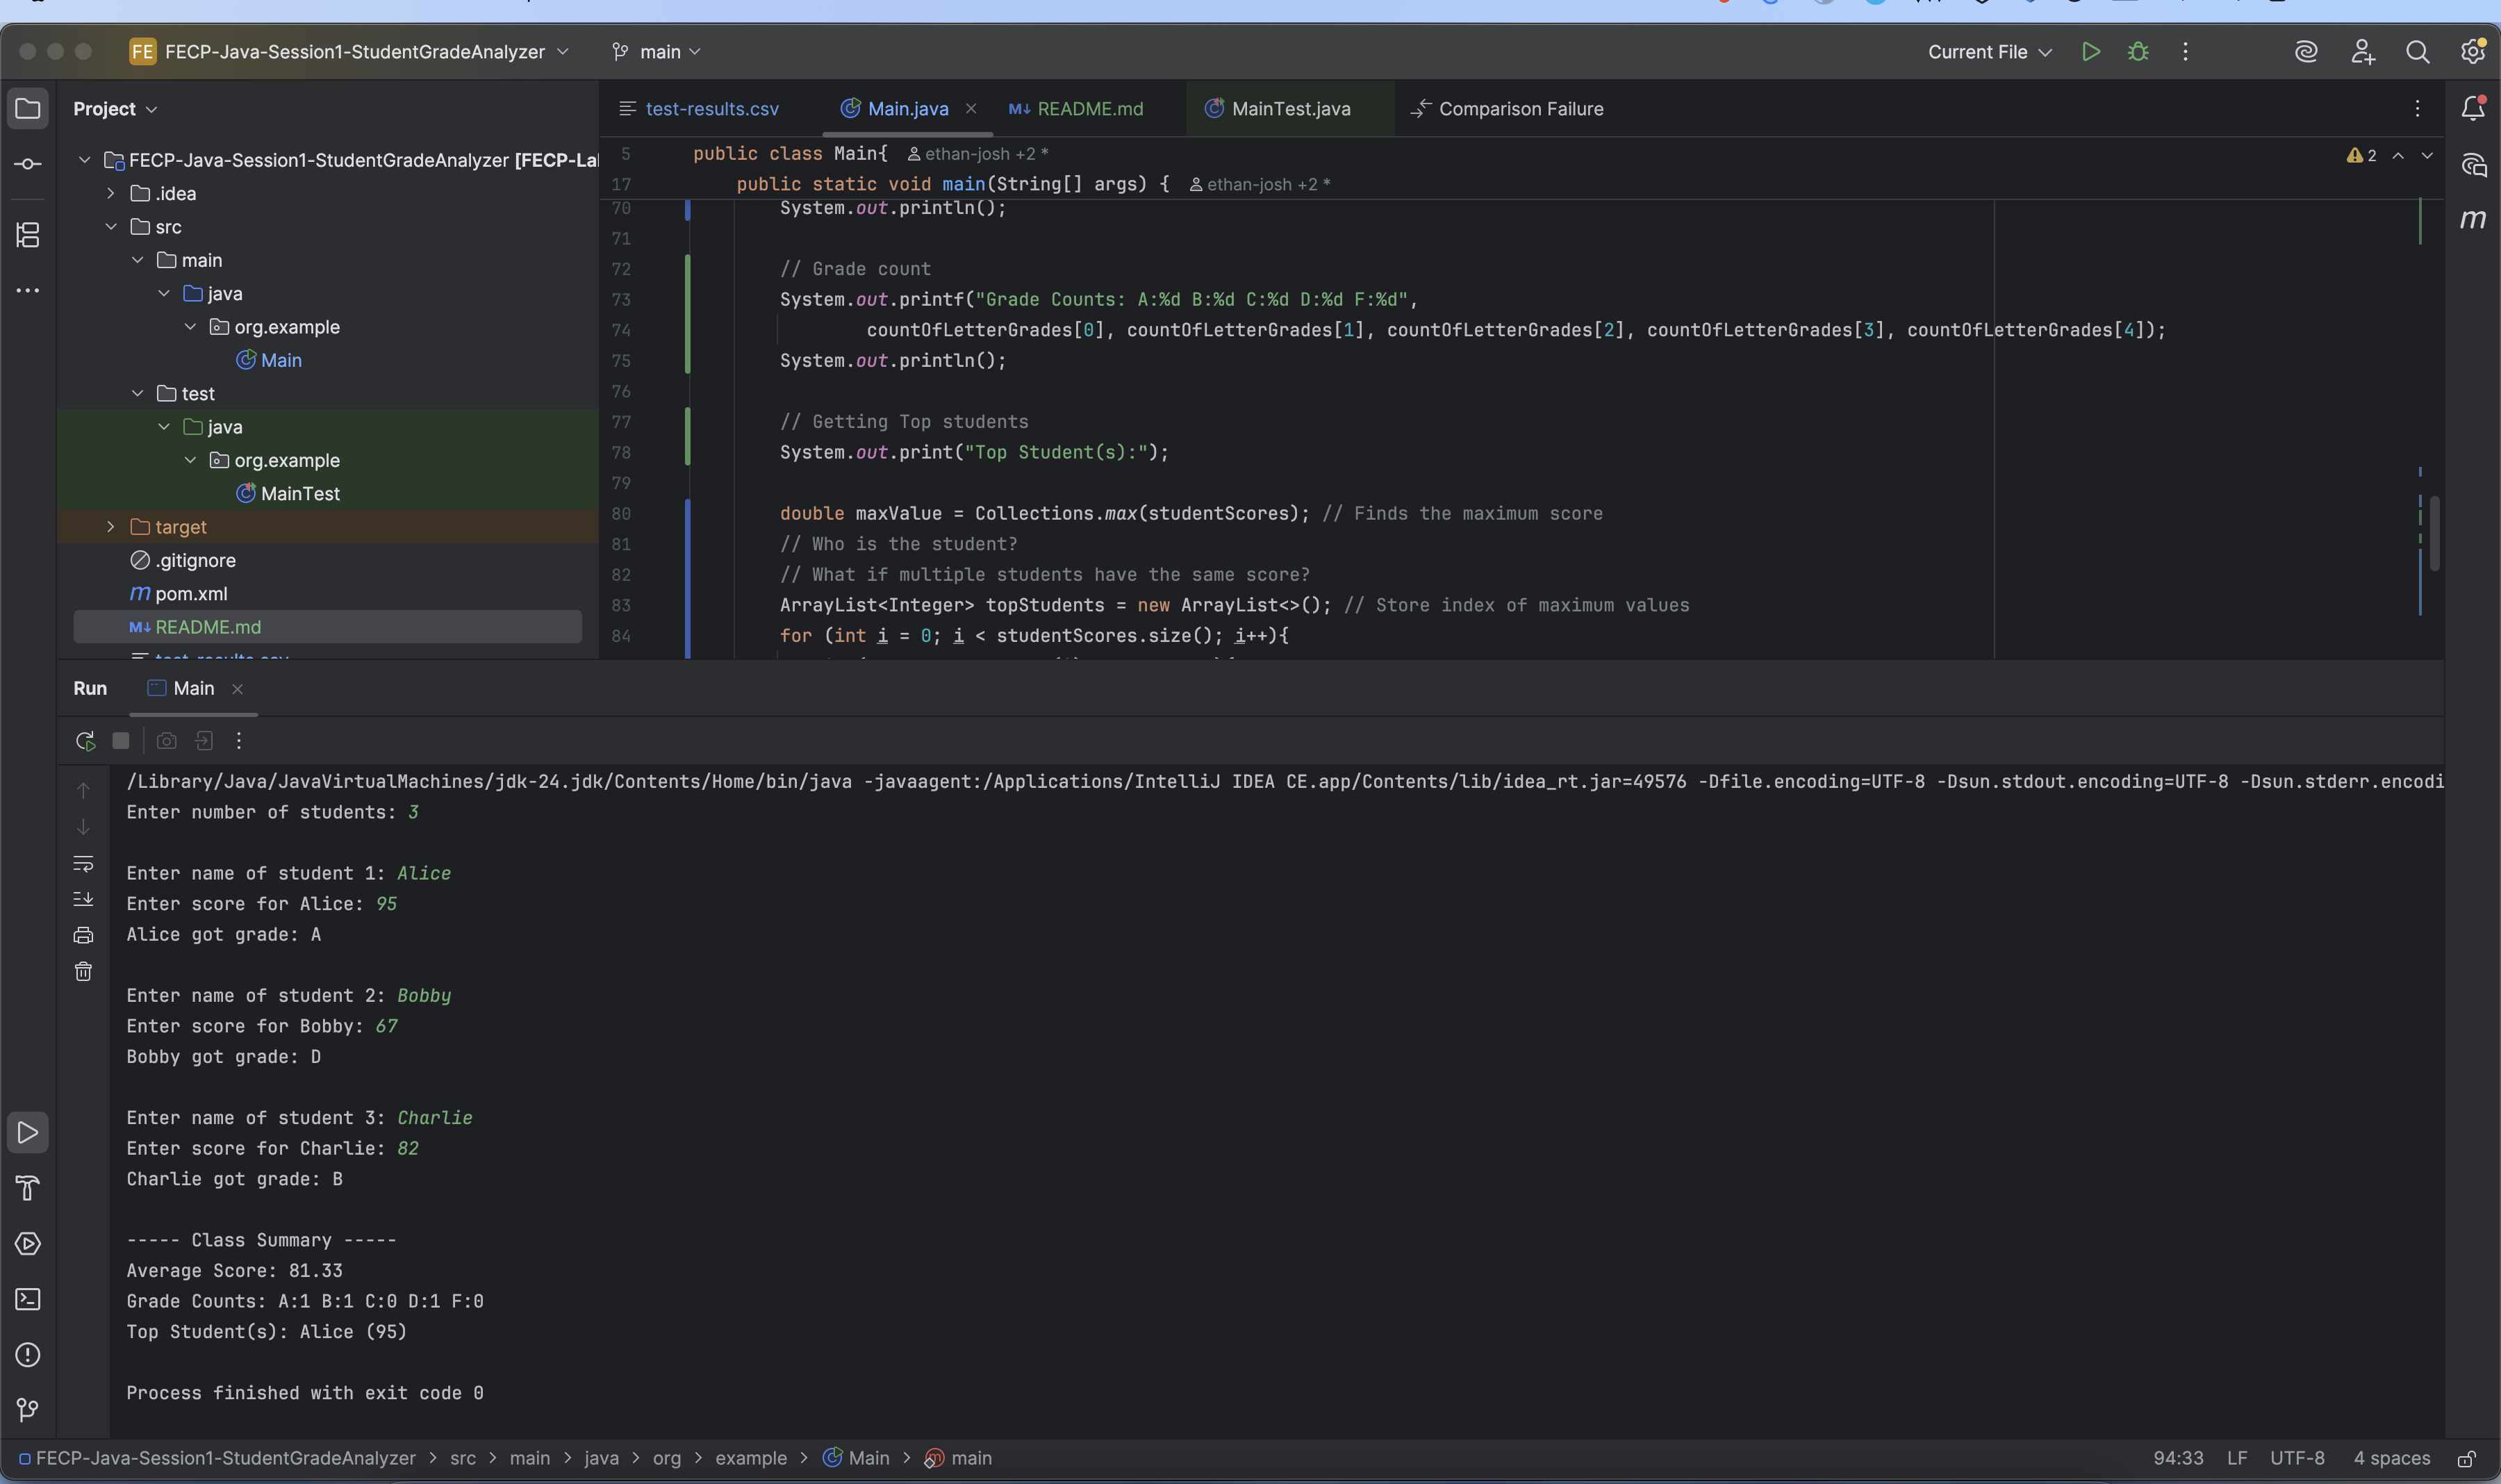 FE FECP-Java-Session1-StudentGradeAnalyzer main Current File
Project
test-results.csv Main.java README.md MainTest.java Comparison Failure
FECP-Java-Session1-StudentGradeAnalyzer [FECP-La
.idea
src
main
java
org.example
Main
test
java
org.example
MainTest
target
.gitignore
pom.xml
README.md
test-results.csv
5 public class Main{ ethan-josh +2 *
2
17 public static void main(String[] args) { ethan-josh +2 *
70 System.out.println();
71
72 // Grade count
73 System.out.printf("Grade Counts: A:%d B:%d C:%d D:%d F:%d",
74 countOfLetterGrades[0], countOfLetterGrades[1], countOfLetterGrades[2], countOfLetterGrades[3], countOfLetterGrades[4]);
75 System.out.println();
76
77 // Getting Top students
78 System.out.print("Top Student(s):");
79
80 double maxValue = Collections.max(studentScores); // Finds the maximum score
81 // Who is the student?
82 // What if multiple students have the same score?
83 ArrayList<Integer> topStudents = new ArrayList<>(); // Store index of maximum values
84 for (int i = 0; i < studentScores.size(); i++){
Run Main
/Library/Java/JavaVirtualMachines/jdk-24.jdk/Contents/Home/bin/java -javaagent:/Applications/IntelliJ IDEA CE.app/Contents/lib/idea_rt.jar=49576 -Dfile.encoding=UTF-8 -Dsun.stdout.encoding=UTF-8 -Dsun.stderr.encodi
Enter number of students: 3
Enter name of student 1: Alice
Enter score for Alice: 95
Alice got grade: A
Enter name of student 2: Bobby
Enter score for Bobby: 67
Bobby got grade: D
Enter name of student 3: Charlie
Enter score for Charlie: 82
Charlie got grade: B
----- Class Summary -----
Average Score: 81.33
Grade Counts: A:1 B:1 C:0 D:1 F:0
Top Student(s): Alice (95)
Process finished with exit code 0
FECP-Java-Session1-StudentGradeAnalyzer > src > main > java > org > example > Main > main 94:33 LF UTF-8 4 spaces